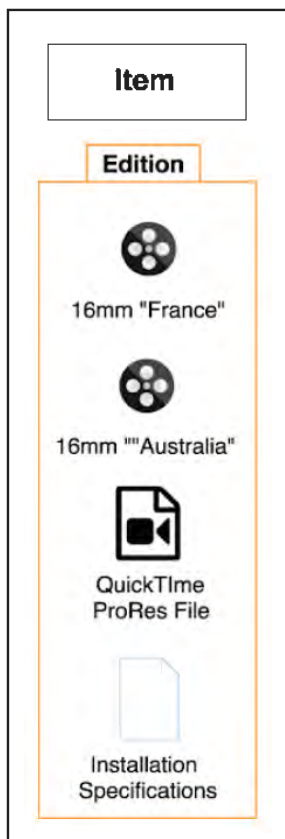 Item
Edition
16mm "France"
16mm ""Australia"
QuickTIme
ProRes File
Installation
Specifications